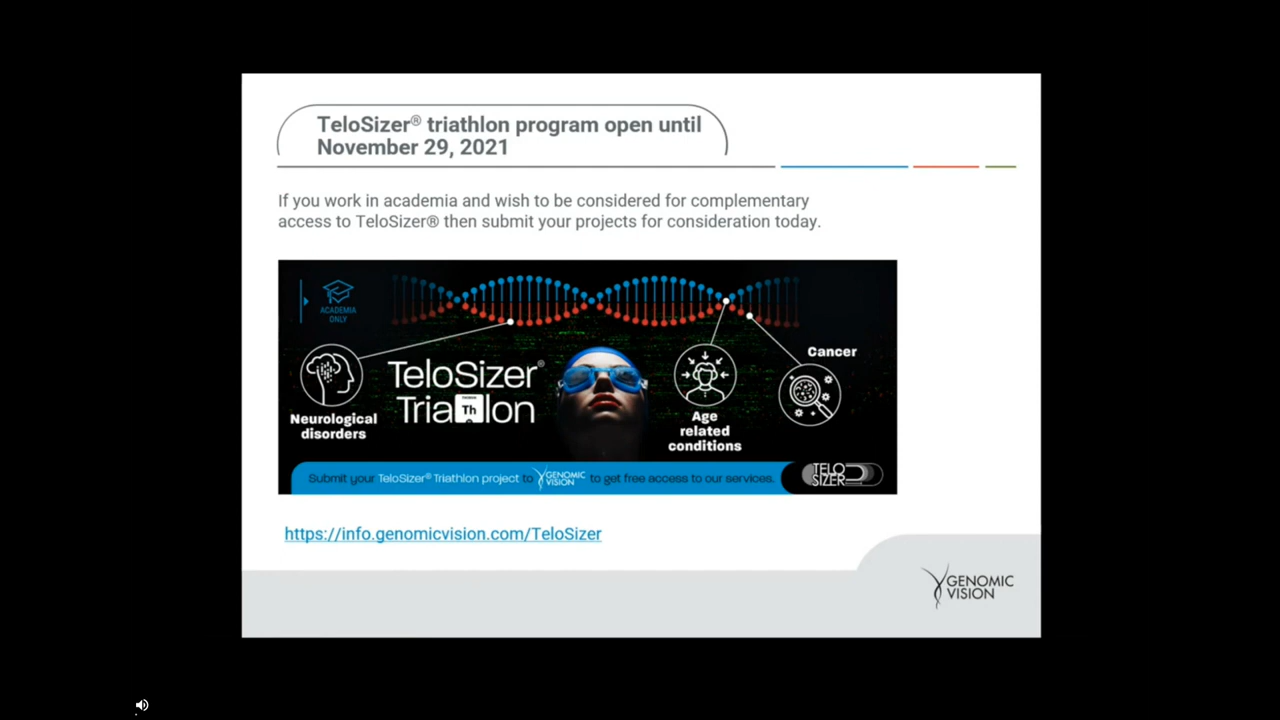 TeloSizer® triathlon program open until
November 29, 2021
If you work in academia and wish to be considered for complementary
access to TeloSizer® then submit your projects for consideration today.
ACADEMIA
ONLY
Neurological
disorders
TeloSizer®
Tria Th lon
Age
related
conditions
Cancer
Submit your TeloSizer® Triathlon project to GENOMIC VISION to get free access to our services.
TELO
SIZER
https://info.genomicvision.com/TeloSizer
GENOMIC
VISION